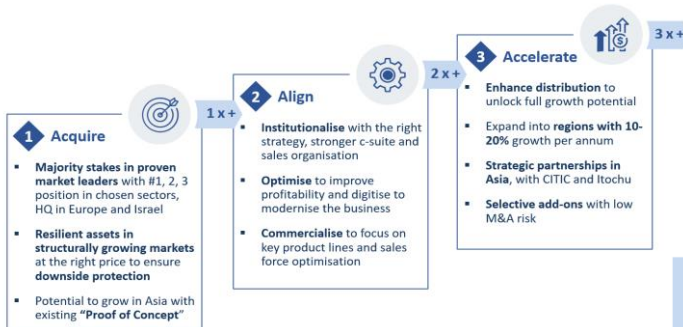 1 Acquire
1 x +
▪ Majority stakes in proven
market leaders with #1, 2, 3
position in chosen sectors,
HQ in Europe and Israel
▪ Resilient assets in
structurally growing markets
at the right price to ensure
downside protection
▪ Potential to grow in Asia with
existing “Proof of Concept”
2 Align
2 x +
▪ Institutionalise with the right
strategy, stronger c-suite and
sales organisation
▪ Optimise to improve
profitability and digitise to
modernise the business
▪ Commercialise to focus on
key product lines and sales
force optimisation
3 Accelerate
3 x +
▪ Enhance distribution to
unlock full growth potential
▪ Expand into regions with 10-
20% growth per annum
▪ Strategic partnerships in
Asia, with CITIC and Itochu
▪ Selective add-ons with low
M&A risk